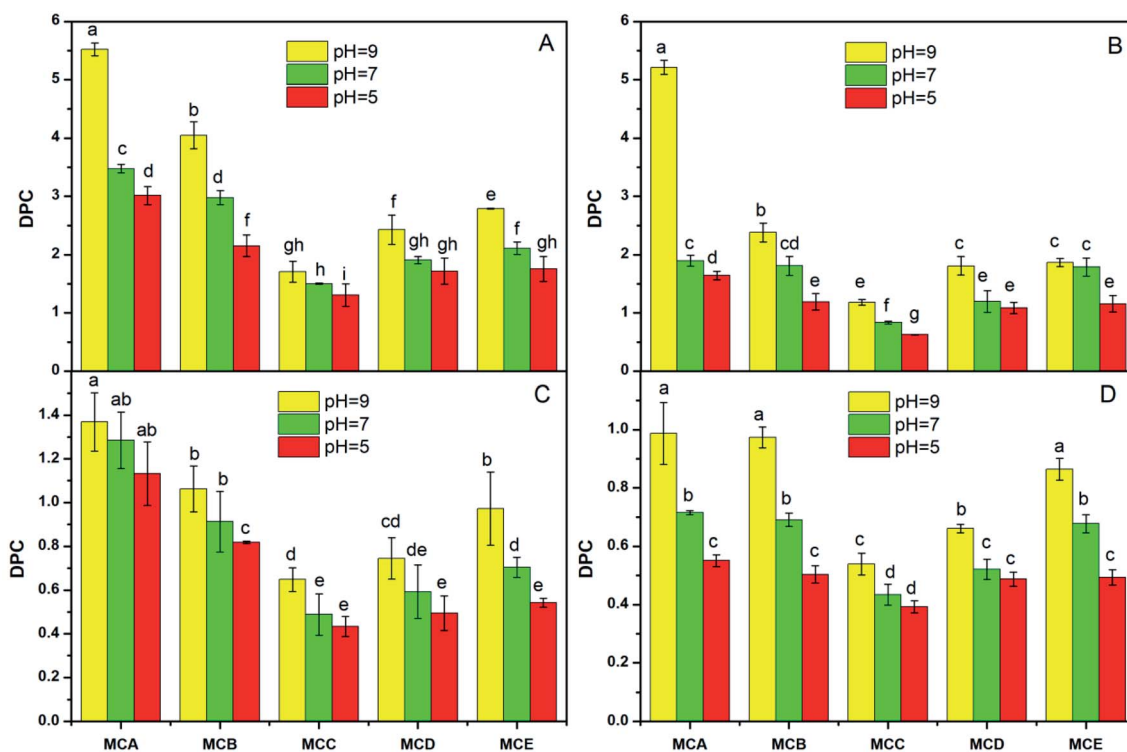 A
pH=9
pH=7
pH=5
DPC
6
5
4
3
2
1
0
a
c
d
b
d
f
gh
h
i
f
gh
gh
e
f
gh
B
pH=9
pH=7
pH=5
DPC
6
5
4
3
2
1
0
a
c
d
b
cd
e
e
f
g
c
e
e
c
c
e
C
pH=9
pH=7
pH=5
DPC
1.4
1.2
1.0
0.8
0.6
0.4
0.2
0.0
a
ab
ab
b
b
c
d
e
e
cd
de
e
b
d
e
MCA MCB MCC MCD MCE
D
pH=9
pH=7
pH=5
DPC
1.0
0.8
0.6
0.4
0.2
0.0
a
b
c
a
b
c
c
d
d
b
c
c
a
b
c
MCA MCB MCC MCD MCE